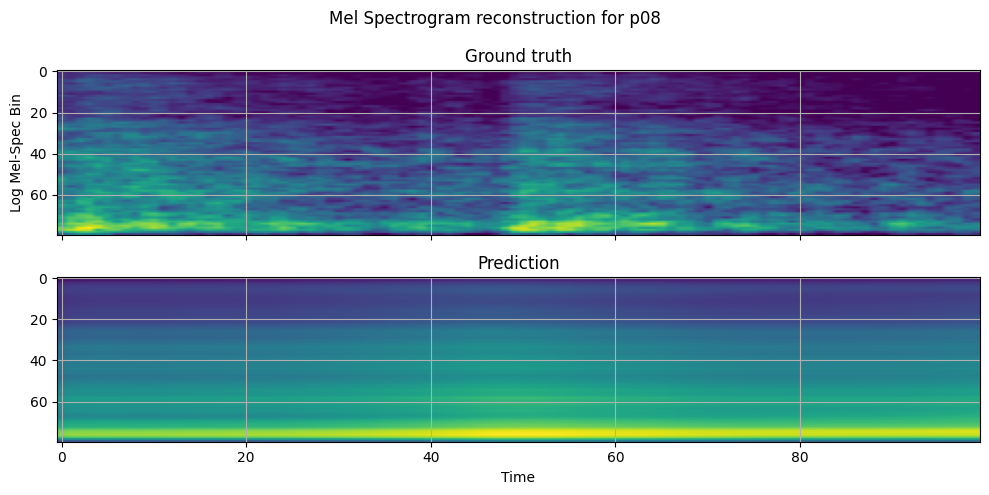 Mel Spectrogram reconstruction for p08
Ground truth
0
20
40
60
Log Mel-Spec Bin
Prediction
0
20
40
60
0 20 40 60 80
Time